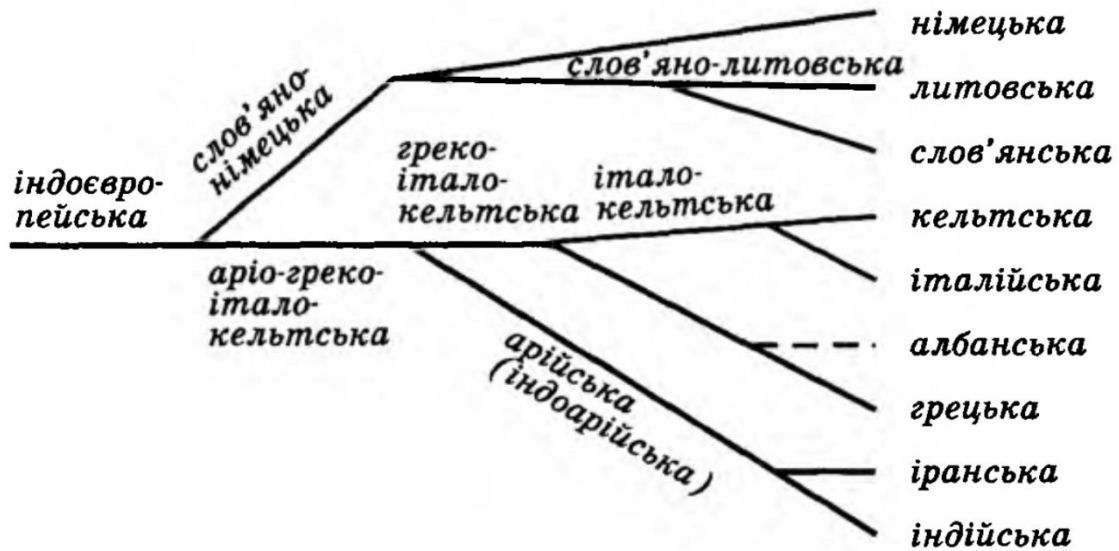 німецька
слов'яно-литовська
литовська
слов'яно-
німецька
слов'янська
греко-
італо-
кельтська
італо-
кельтська
індоєвро-
пейська
кельтська
аріо-греко-
італо-
кельтська
італійська
албанська
арійська
(індоарійська)
грецька
іранська
індійська